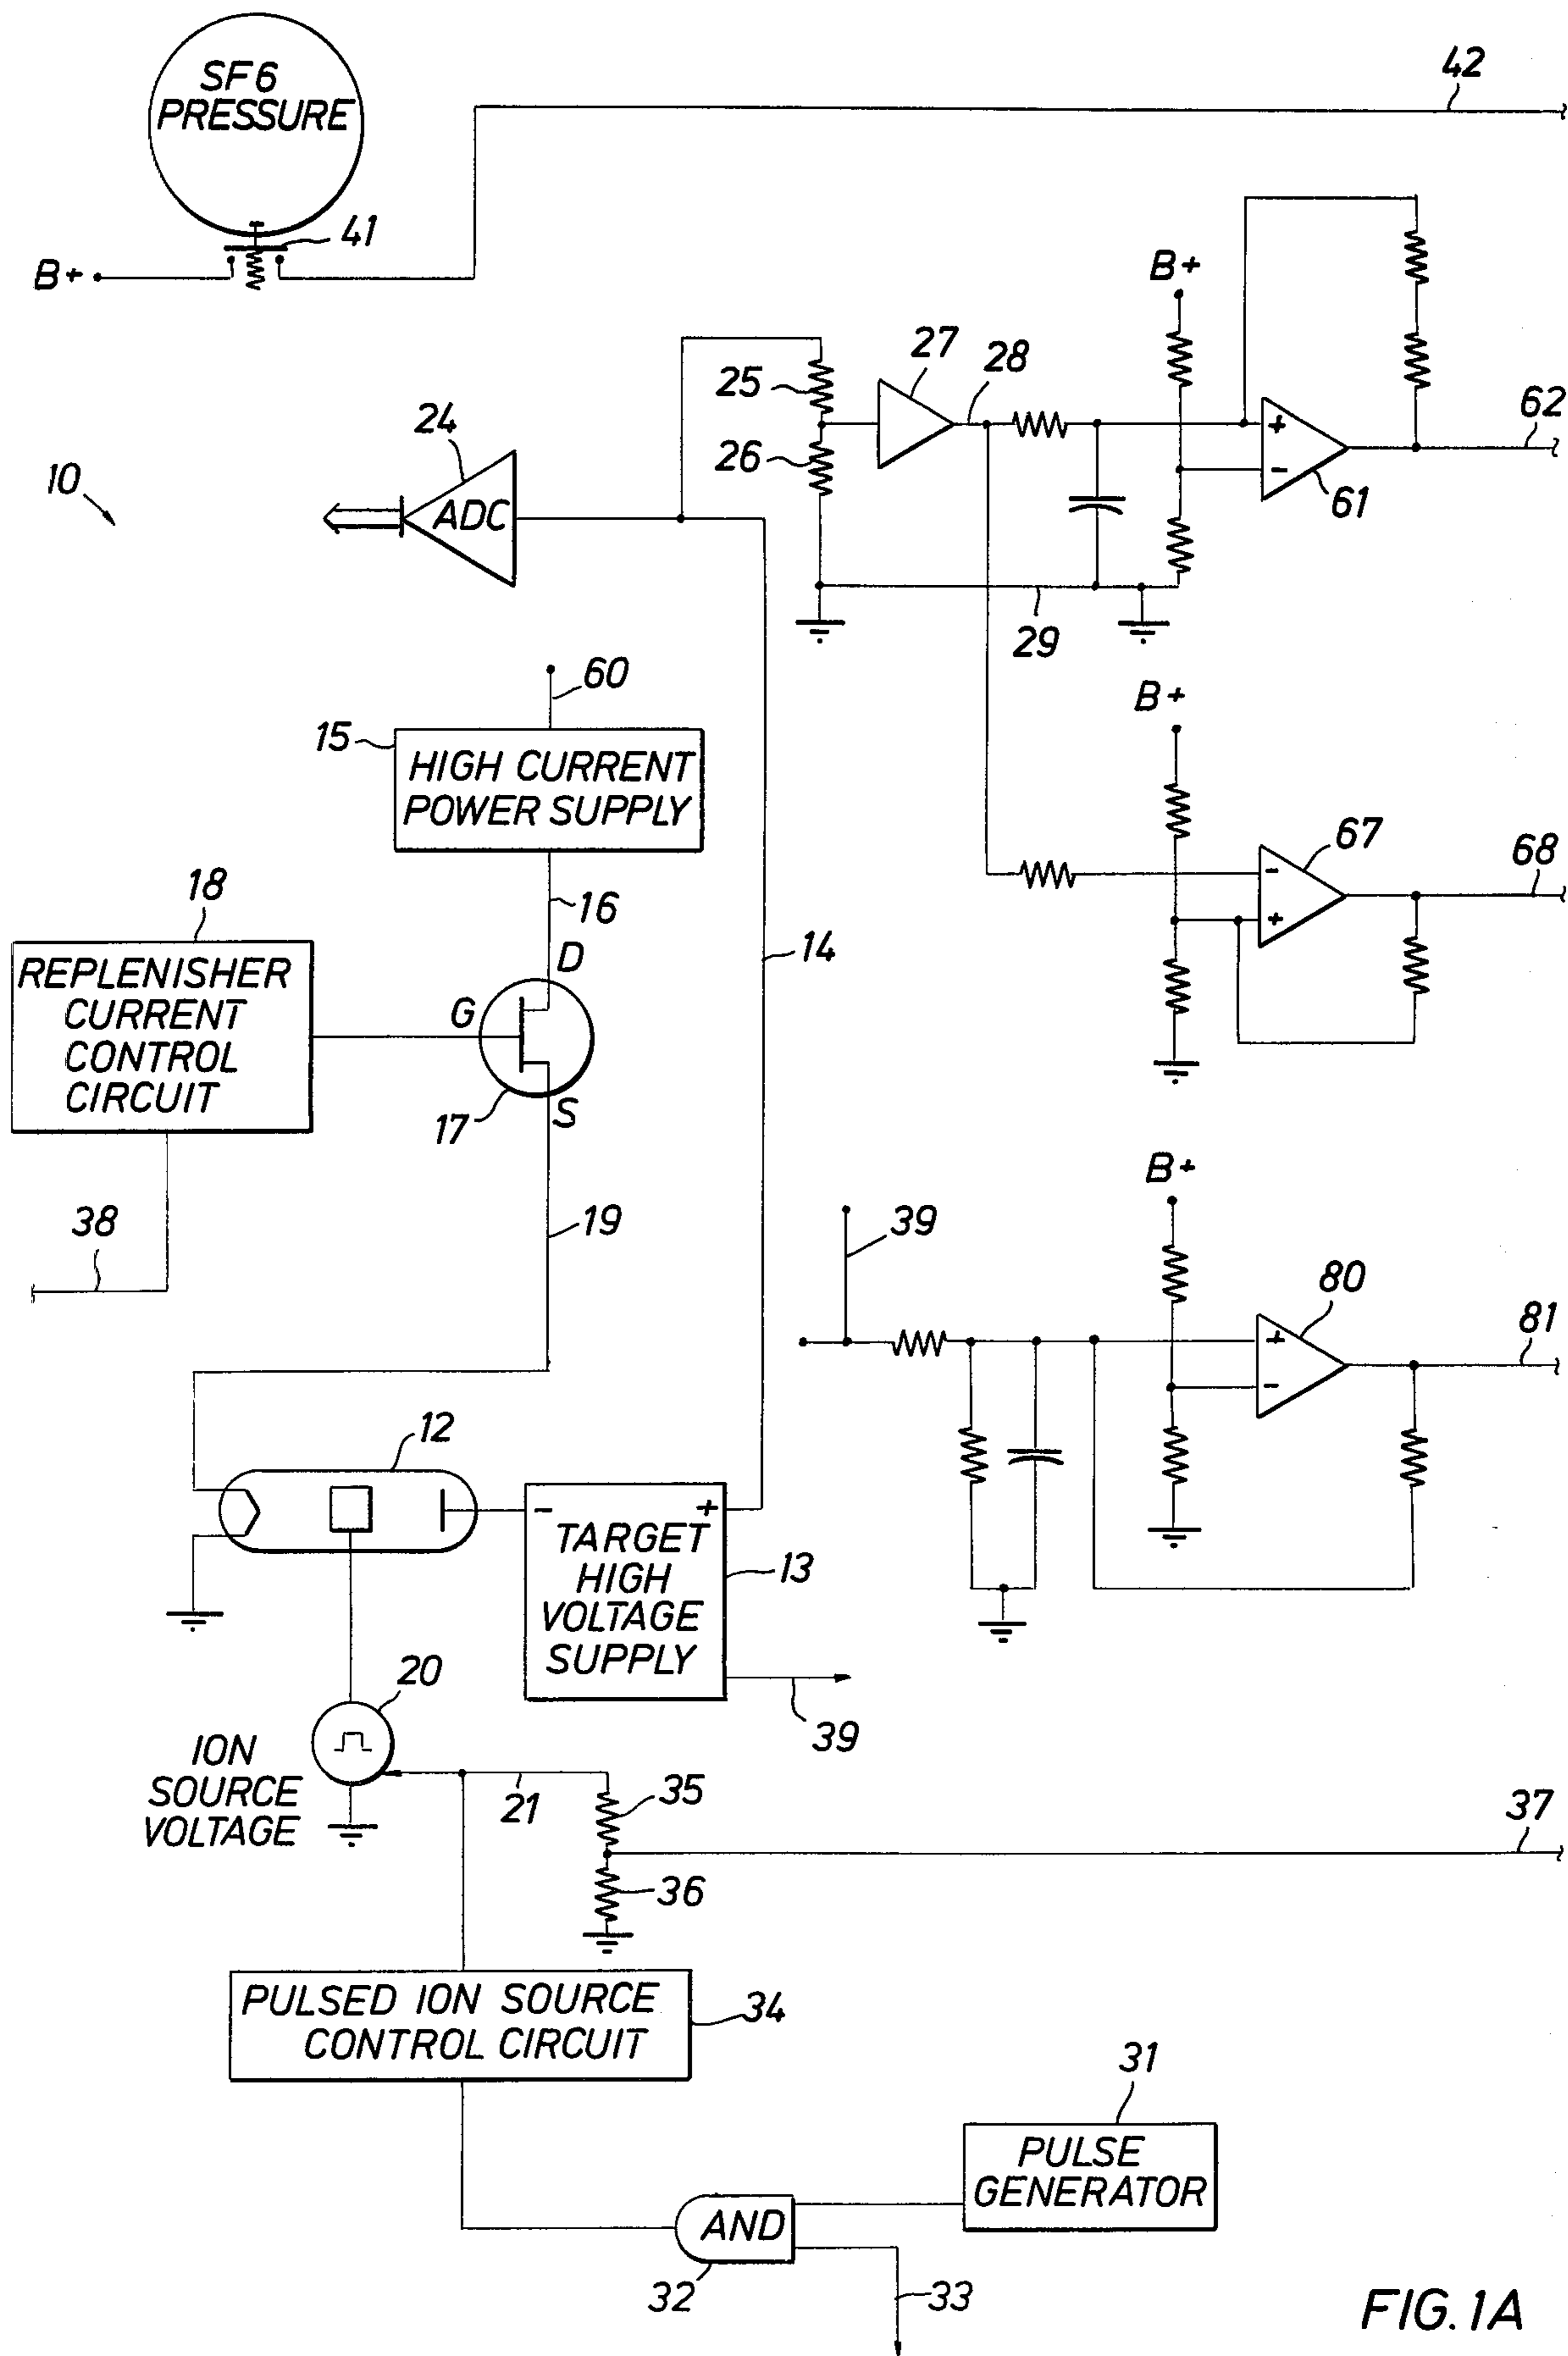 SF6
PRESSURE
42
41
B+
B+
27
28
25
26
24
ADC
10
+
-
61
62
29
60
15
HIGH CURRENT
POWER SUPPLY
B+
67
-
+
68
16
14
18
REPLENISHER
CURRENT
CONTROL
CIRCUIT
D
G
S
17
38
19
39
B+
80
+
-
81
12
-
+
TARGET
HIGH
VOLTAGE
SUPPLY
13
39
20
ION
SOURCE
VOLTAGE
21
35
36
37
PULSED ION SOURCE
CONTROL CIRCUIT
34
31
PULSE
GENERATOR
AND
32
33
FIG. 1A